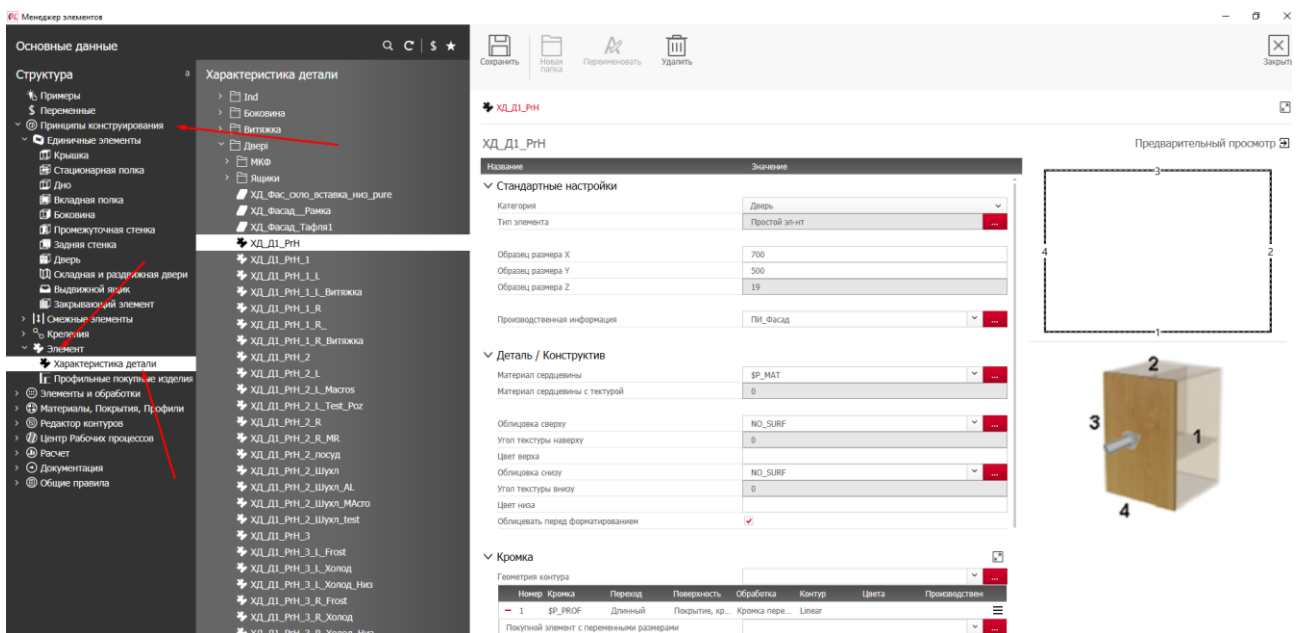 Менеджер элементов
Основные данные
Структура
Примеры
$ Переменные
Принципы конструирования
Единичные элементы
Крышка
Стационарная полка
Дно
Вкладная полка
Боковина
Промежуточная стенка
Задняя стенка
Дверь
Складная и раздвижная двери
Выдвижной ящик
Закрывающий элемент
Смежные элементы
Креления
Элемент
Характеристика детали
Профильные покупные изделия
Элементы и обработки
Материалы, Покрытия, Профили
Редактор контуров
Центр Рабочих процессов
Расчет
Документация
Общие правила
Характеристика детали
Ind
Боковина
Витяжка
Двері
МКФ
Ящики
ХД_Фас_скло_вставка_низ_pure
ХД_Фасад__Рамка
ХД_Фасад_Тафля1
ХД_Д1_PrH
ХД_Д1_PrH_1
ХД_Д1_PrH_1_L
ХД_Д1_PrH_1_L_Витяжка
ХД_Д1_PrH_1_R
ХД_Д1_PrH_1_R_
ХД_Д1_PrH_1_R_Витяжка
ХД_Д1_PrH_2
ХД_Д1_PrH_2_L
ХД_Д1_PrH_2_L_Macros
ХД_Д1_PrH_2_L_Test_Poz
ХД_Д1_PrH_2_R
ХД_Д1_PrH_2_R_MR
ХД_Д1_PrH_2_посуд
ХД_Д1_PrH_2_Шухл
ХД_Д1_PrH_2_Шухл_AL
ХД_Д1_PrH_2_Шухл_МАcro
ХД_Д1_PrH_2_Шухл_test
ХД_Д1_PrH_3
ХД_Д1_PrH_3_L_Frost
ХД_Д1_PrH_3_L_Холод
ХД_Д1_PrH_3_L_Холод_Низ
ХД_Д1_PrH_3_R_Frost
ХД_Д1_PrH_3_R_Холод
ХД_Д1_PrH_3_R_Холод_Низ
Сохранить Новая папка Переименовать Удалить Закрыть
ХД_Д1_PrH
ХД_Д1_PrH Предварительный просмотр
Название Значение
Стандартные настройки
Категория Дверь
Тип элемента Простой эл-нт ...
Образец размера X 700
Образец размера Y 500
Образец размера Z 19
Производственная информация ПИ_Фасад ...
Деталь / Конструктив
Материал сердцевины $P_MAT ...
Материал сердцевины с тектурой 0
Облицовка сверху NO_SURF ...
Угол текстуры наверху 0
Цвет верха
Облицовка снизу NO_SURF ...
Угол текстуры внизу 0
Цвет низа
Облицевать перед форматированием
Кромка
Геометрия контура ...
Номер Кромка Переход Поверхность Обработка Контур Цвета Производствен
1 $P_PROF Длинный Покрытие, кр... Кромка пере... Linear
Покупной элемент с переменными размерами ...
3
4 2
1
2
3 1
4